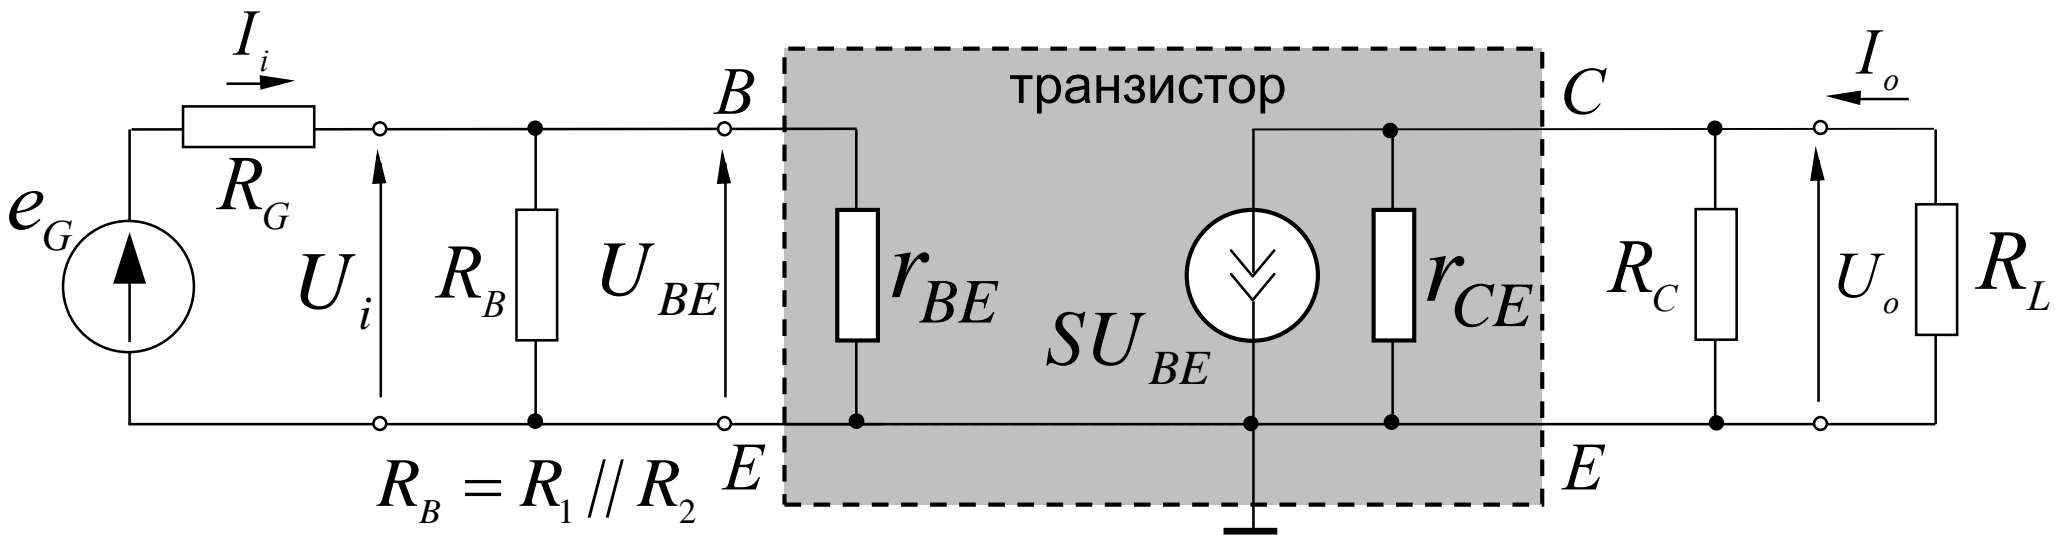 I_i
B
транзистор
C
I_o
e_G
R_G
U_i
R_B
U_BE
r_BE
SU_BE
r_CE
R_C
U_o
R_L
R_B = R_1 // R_2
E
E